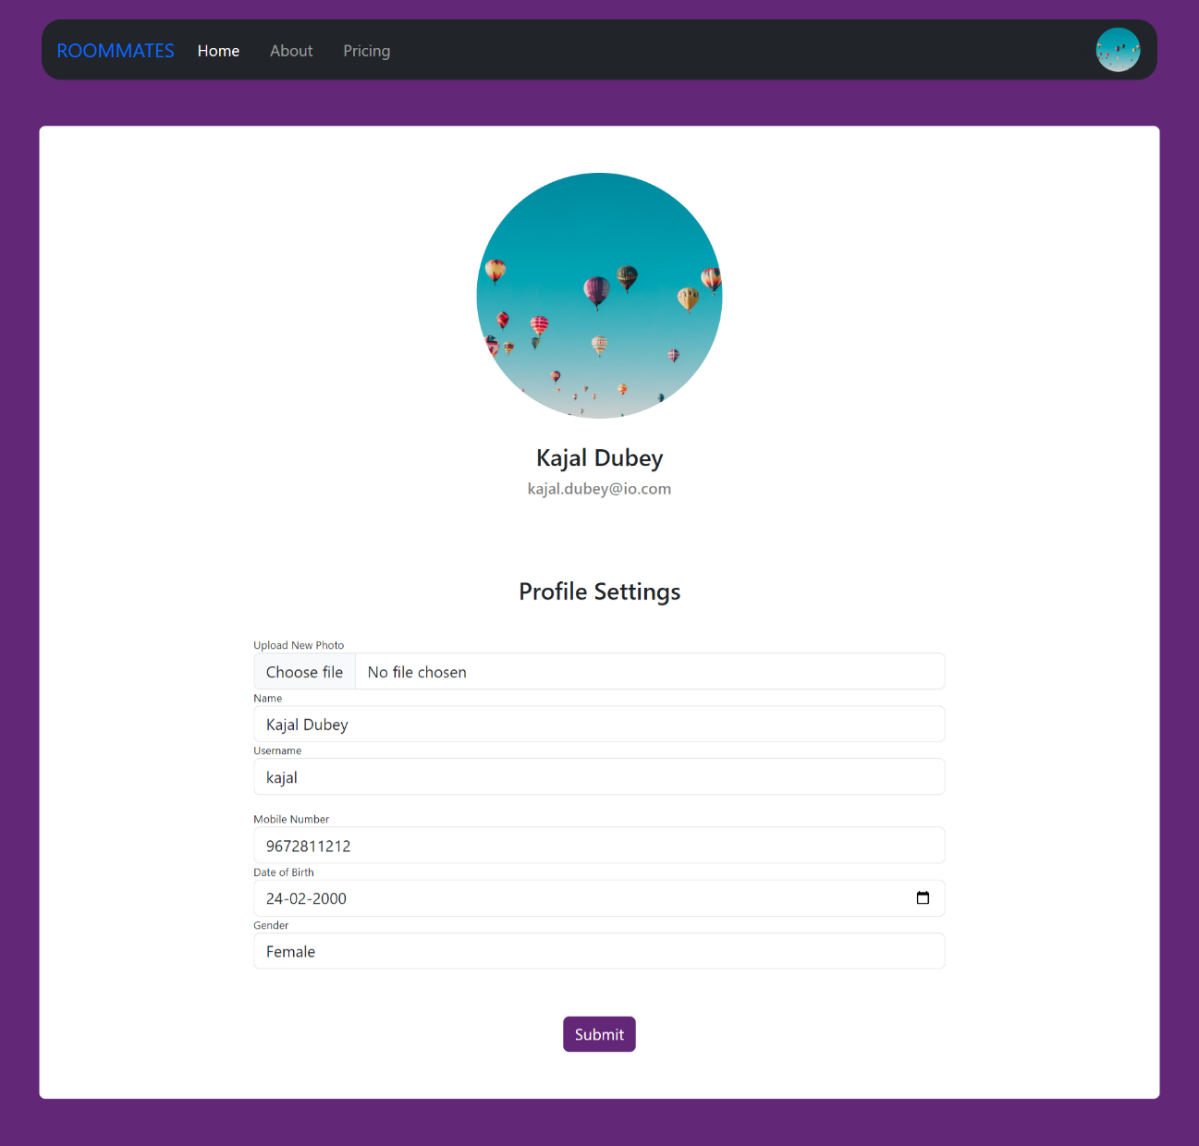 ROOMMATES Home About Pricing
Kajal Dubey
kajal.dubey@io.com
Profile Settings
Upload New Photo
Choose file No file chosen
Name
Kajal Dubey
Username
kajal
Mobile Number
9672811212
Date of Birth
24-02-2000
Gender
Female
Submit